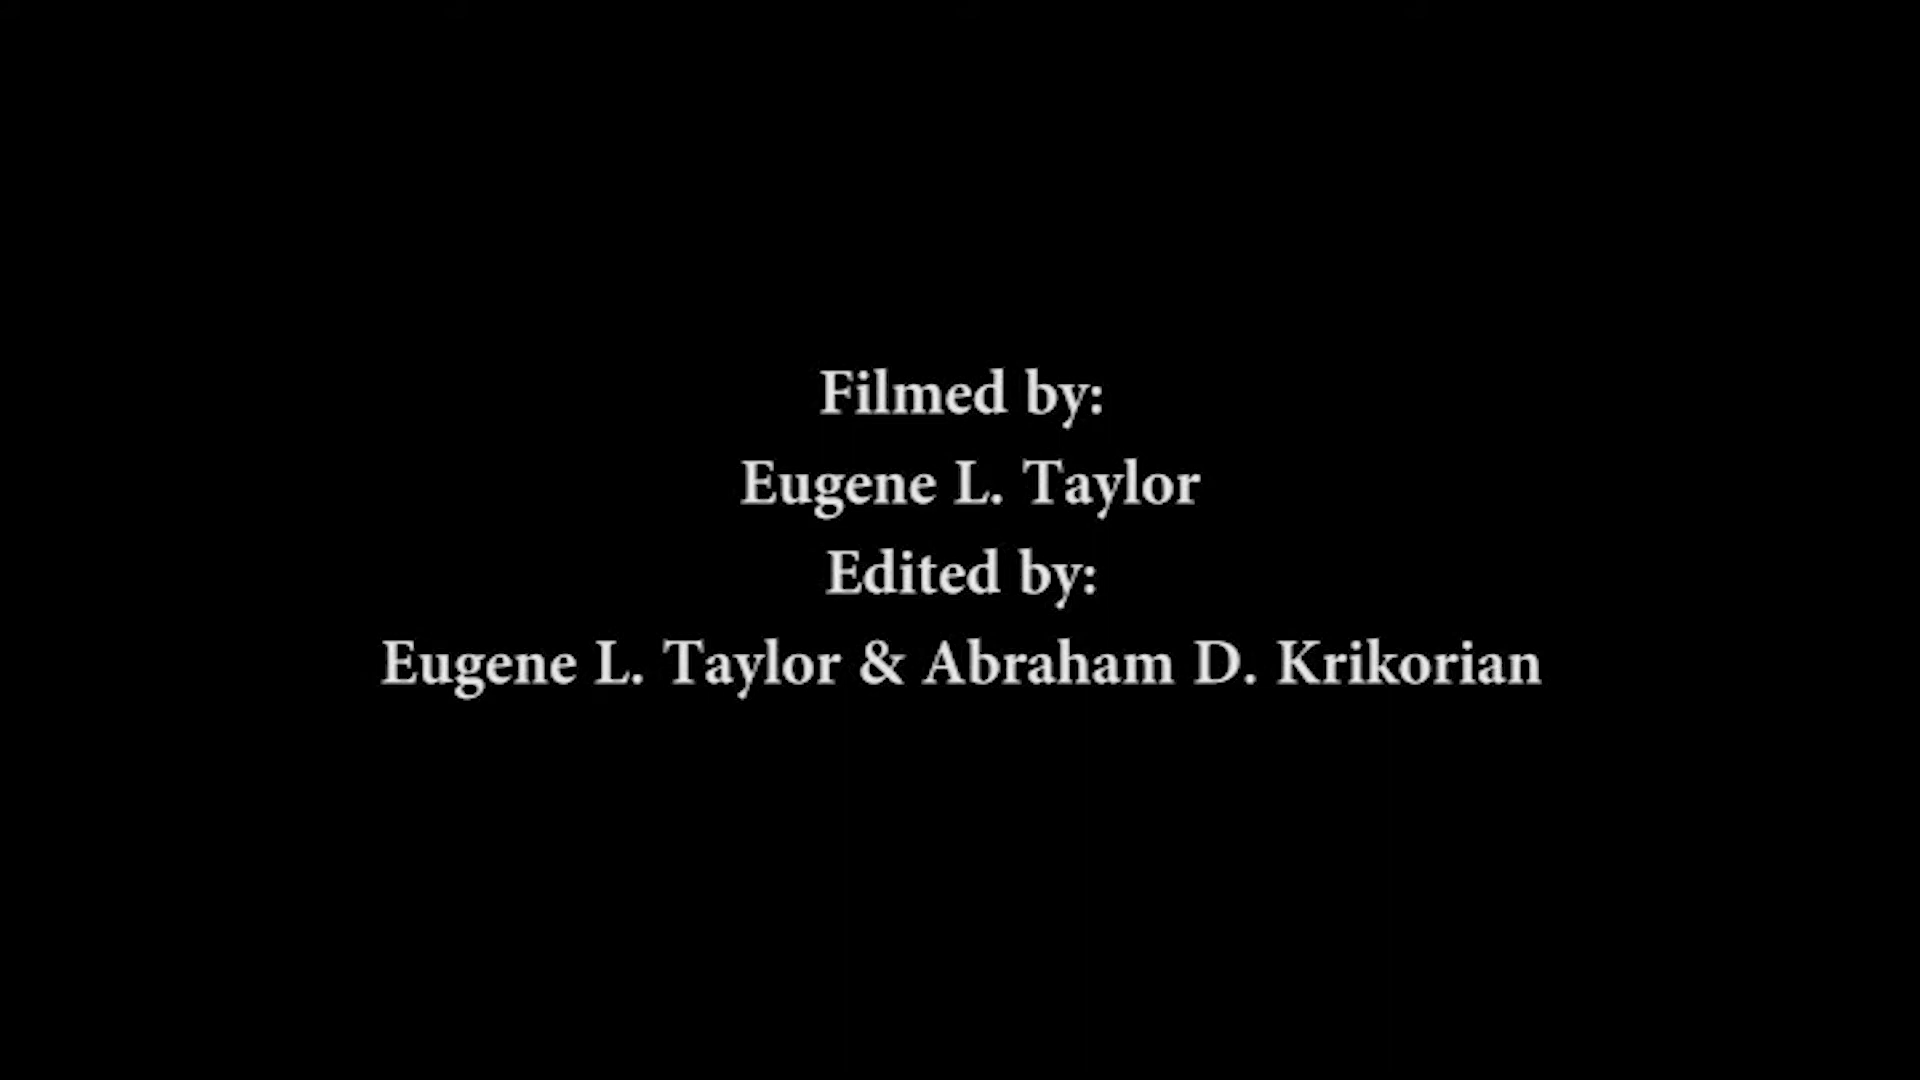 Filmed by:
Eugene L. Taylor
Edited by:
Eugene L. Taylor & Abraham D. Krikorian